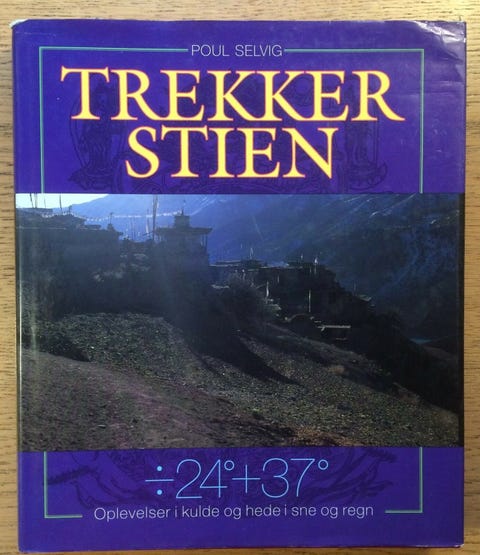 POUL SELVIG
TREKKER
STIEN
÷24°+37°
Oplevelser i kulde og hede i sne og regn